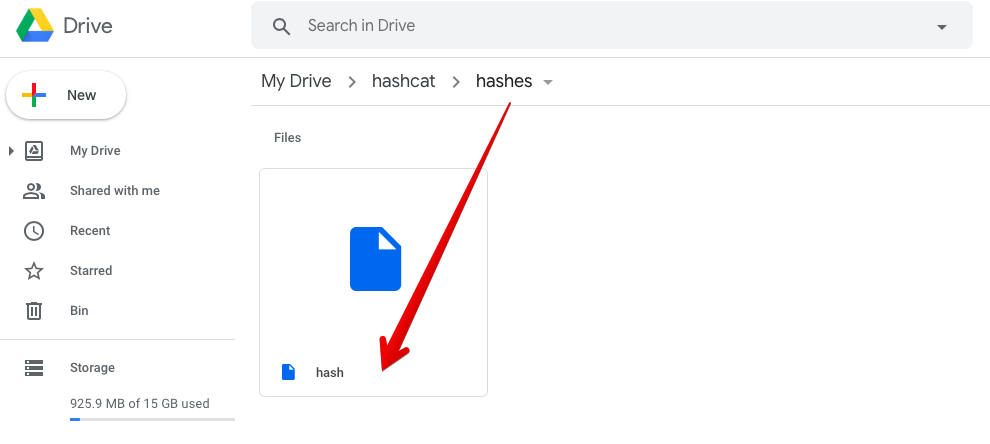 Drive
Search in Drive
My Drive hashcat hashes
New
Files
My Drive
Shared with me
Recent
Starred
Bin
hash
Storage
925.9 MB of 15 GB used